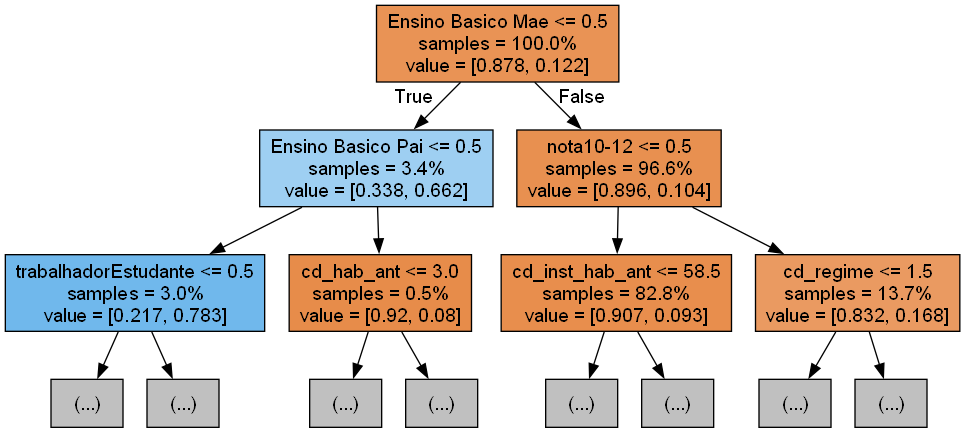 Ensino Basico Mae <= 0.5
samples = 100.0%
value = [0.878, 0.122]
True
False
Ensino Basico Pai <= 0.5
samples = 3.4%
value = [0.338, 0.662]
nota10-12 <= 0.5
samples = 96.6%
value = [0.896, 0.104]
trabalhadorEstudante <= 0.5
samples = 3.0%
value = [0.217, 0.783]
cd_hab_ant <= 3.0
samples = 0.5%
value = [0.92, 0.08]
cd_inst_hab_ant <= 58.5
samples = 82.8%
value = [0.907, 0.093]
cd_regime <= 1.5
samples = 13.7%
value = [0.832, 0.168]
(...)
(...)
(...)
(...)
(...)
(...)
(...)
(...)